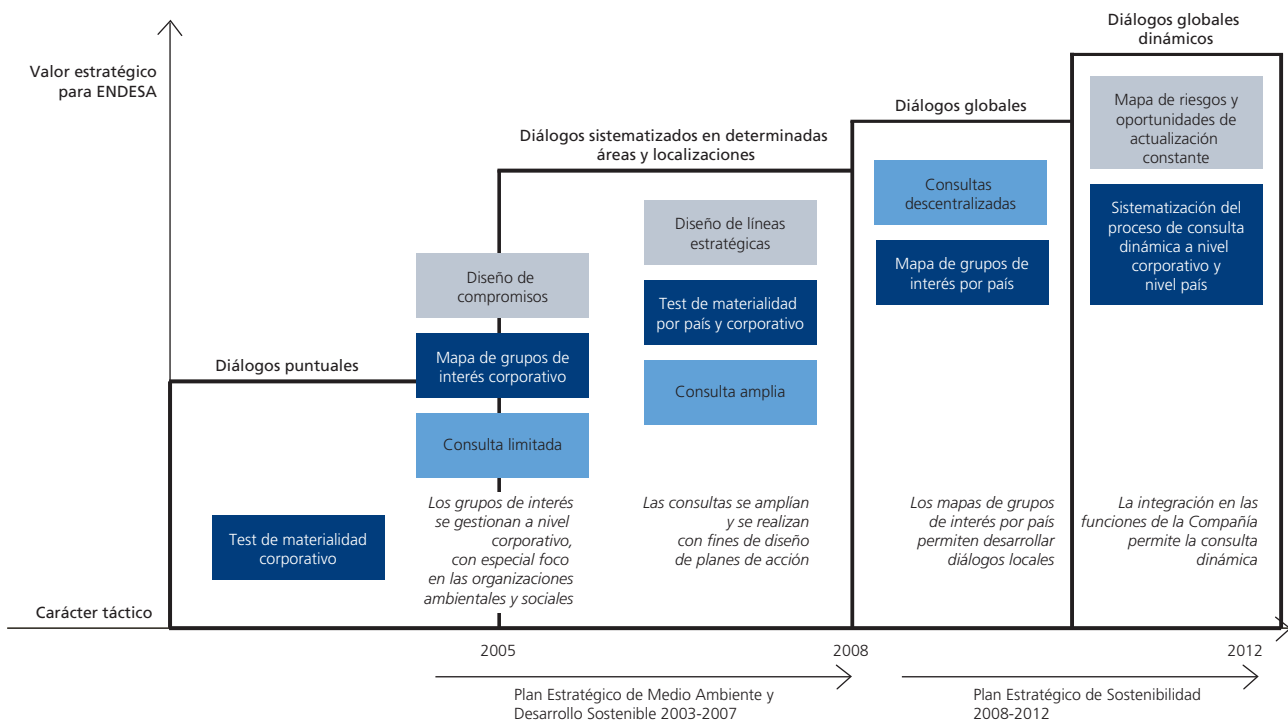 Diálogos globales
dinámicos
Valor estratégico
para ENDESA
Mapa de riesgos y
oportunidades de
actualización
constante
Diálogos globales
Diálogos sistematizados en determinadas
áreas y localizaciones
Consultas
descentralizadas
Sistematización del
proceso de consulta
dinámica a nivel
corporativo y
nivel país
Diseño de líneas
estratégicas
Mapa de grupos de
interés por país
Diseño de
compromisos
Test de materialidad
por país y corporativo
Diálogos puntuales
Mapa de grupos de
interés corporativo
Consulta amplia
Consulta limitada
Test de materialidad
corporativo
Los grupos de interés
se gestionan a nivel
corporativo,
con especial foco
en las organizaciones
ambientales y sociales
Las consultas se amplían
y se realizan
con fines de diseño
de planes de acción
Los mapas de grupos
de interés por país
permiten desarrollar
diálogos locales
La integración en las
funciones de la Compañía
permite la consulta
dinámica
Carácter táctico
2005
2008
2012
Plan Estratégico de Medio Ambiente y
Desarrollo Sostenible 2003-2007
Plan Estratégico de Sostenibilidad
2008-2012